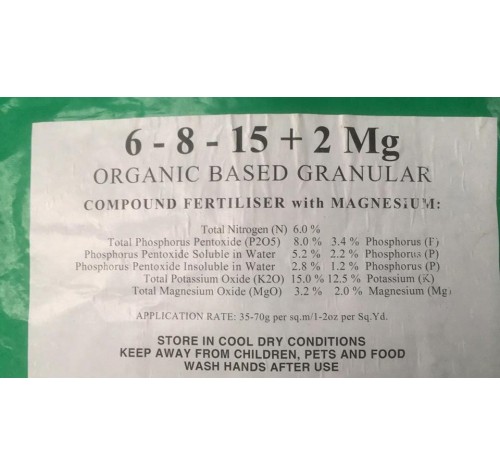 6 - 8 - 15 + 2 Mg
ORGANIC BASED GRANULAR
COMPOUND FERTILISER with MAGNESIUM:
Total Nitrogen (N) 6.0 %
Total Phosphorus Pentoxide (P2O5) 8.0 % 3.4 % Phosphorus (P)
Phosphorus Pentoxide Soluble in Water 5.2 % 2.2 % Phosphorus (P)
Phosphorus Pentoxide Insoluble in Water 2.8 % 1.2 % Phosphorus (P)
Total Potassium Oxide (K2O) 15.0 % 12.5 % Potassium (K)
Total Magnesium Oxide (MgO) 3.2 % 2.0 % Magnesium (Mg)
APPLICATION RATE: 35-70g per sq.m/1-2oz per Sq.Yd.
STORE IN COOL DRY CONDITIONS
KEEP AWAY FROM CHILDREN, PETS AND FOOD
WASH HANDS AFTER USE